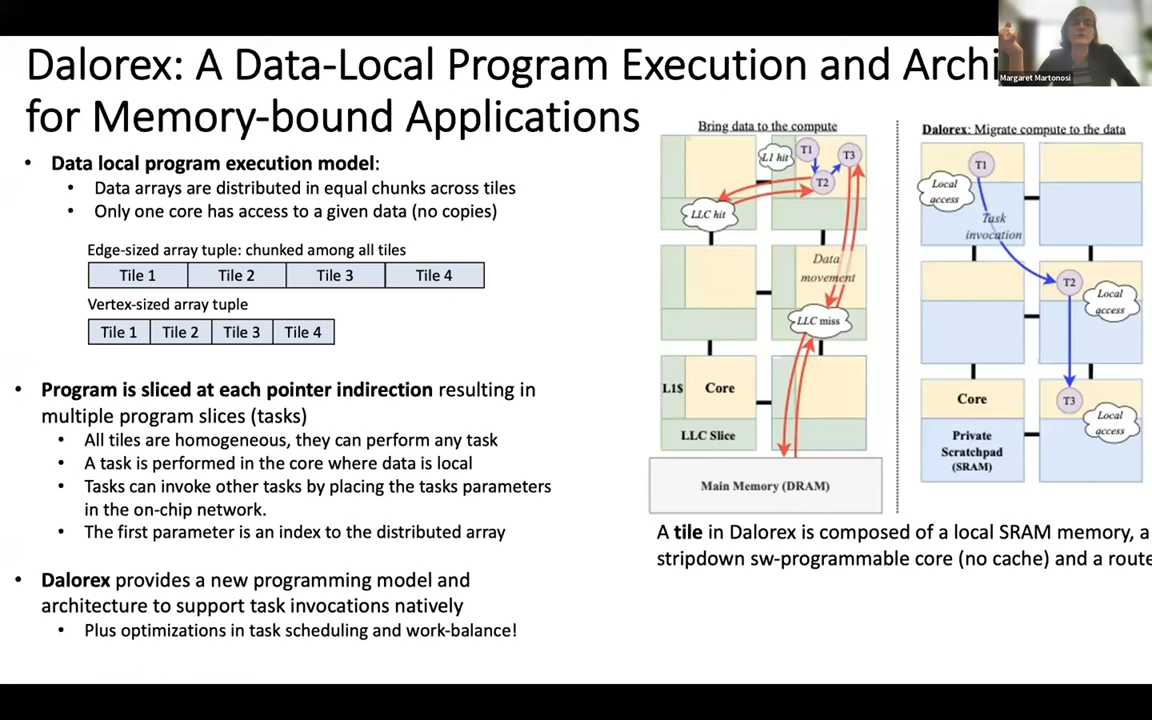 Dalorex: A Data-Local Program Execution and Archi
for Memory-bound Applications
Margaret Martonosi
• Data local program execution model:
• Data arrays are distributed in equal chunks across tiles
• Only one core has access to a given data (no copies)
Edge-sized array tuple: chunked among all tiles
Tile 1 Tile 2 Tile 3 Tile 4
Vertex-sized array tuple
Tile 1 Tile 2 Tile 3 Tile 4
• Program is sliced at each pointer indirection resulting in
multiple program slices (tasks)
• All tiles are homogeneous, they can perform any task
• A task is performed in the core where data is local
• Tasks can invoke other tasks by placing the tasks parameters
in the on-chip network.
• The first parameter is an index to the distributed array
• Dalorex provides a new programming model and
architecture to support task invocations natively
• Plus optimizations in task scheduling and work-balance!
Bring data to the compute
L1 hit
T1
T3
T2
LLC hit
Data
movement
LLC miss
L1$ Core
LLC Slice
Main Memory (DRAM)
Dalorex: Migrate compute to the data
T1
Local
access
Task
invocation
T2
Local
access
T3
Local
access
Core
Private
Scratchpad
(SRAM)
A tile in Dalorex is composed of a local SRAM memory, a
stripdown sw-programmable core (no cache) and a route